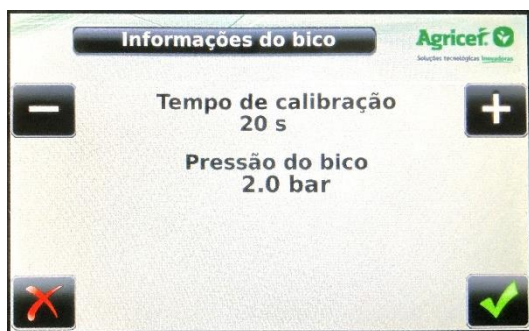 Informações do bico
Agricef.
Soluções tecnológicas Inovadoras
Tempo de calibração
20 s
Pressão do bico
2.0 bar